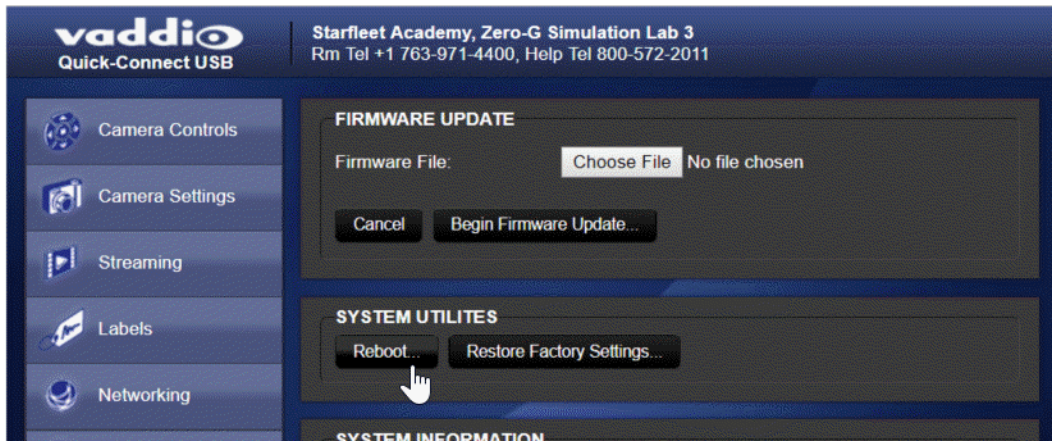 vaddio
Quick-Connect USB
Starfleet Academy, Zero-G Simulation Lab 3
Rm Tel +1 763-971-4400, Help Tel 800-572-2011
Camera Controls
Camera Settings
Streaming
Labels
Networking
FIRMWARE UPDATE
Firmware File: Choose File No file chosen
Cancel Begin Firmware Update...
SYSTEM UTILITES
Reboot... Restore Factory Settings...
SYSTEM INFORMATION